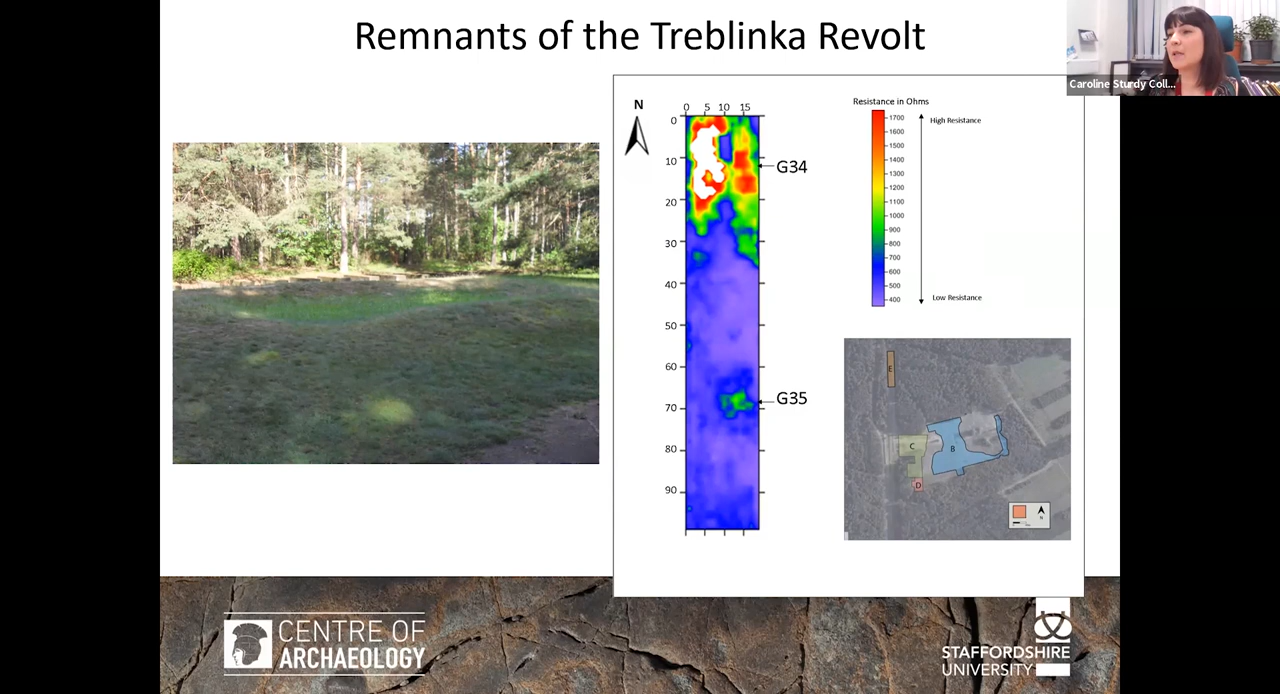 Remnants of the Treblinka Revolt
Caroline Sturdy Coll...
N
0 5 10 15
0
10
20
30
40
50
60
70
80
90
G34
G35
Resistance in Ohms
1700
1600
1500
1400
1300
1200
1100
1000
900
800
700
600
500
400
High Resistance
Low Resistance
E
C
B
D
N
CENTRE OF
ARCHAEOLOGY
STAFFORDSHIRE
UNIVERSITY